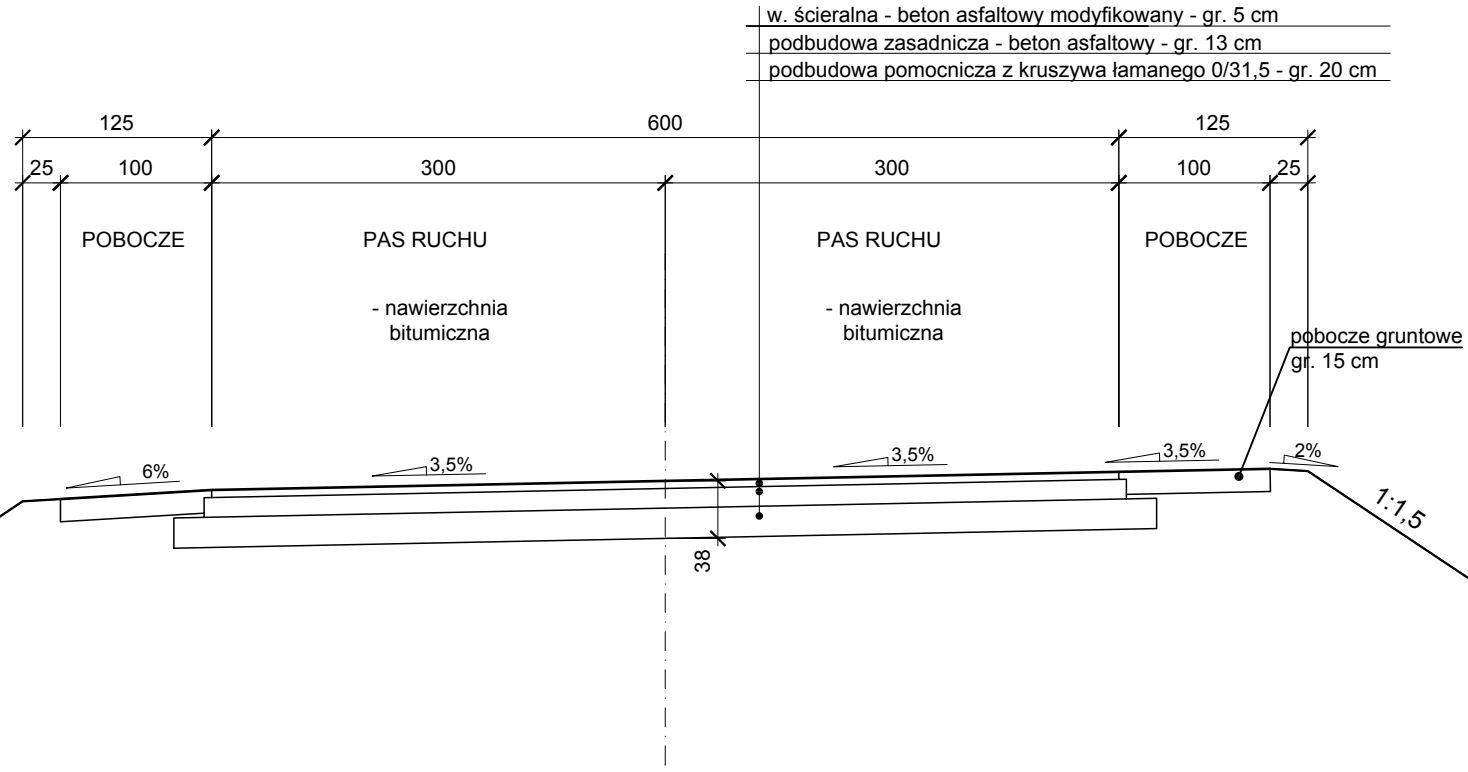 w. ścieralna - beton asfaltowy modyfikowany - gr. 5 cm
podbudowa zasadnicza - beton asfaltowy - gr. 13 cm
podbudowa pomocnicza z kruszywa łamanego 0/31,5 - gr. 20 cm
125 600 125
25 100 300 300 100 25
POBOCZE PAS RUCHU PAS RUCHU POBOCZE
- nawierzchnia
bitumiczna
- nawierzchnia
bitumiczna
pobocze gruntowe
gr. 15 cm
6% 3,5% 3,5% 3,5% 2%
1:1,5
38